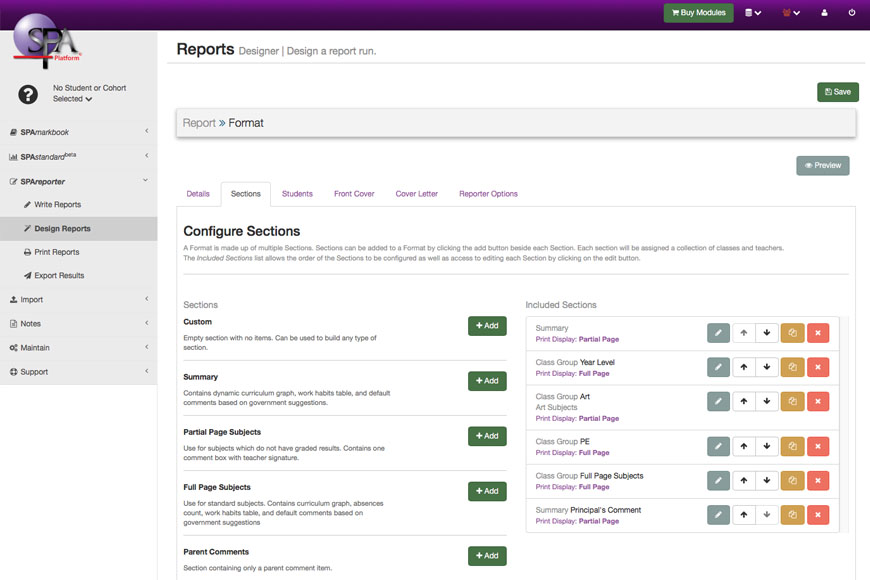 Buy Modules
SPA
Platform
Reports Designer | Design a report run.
No Student or Cohort
Selected
Save
SPAmarkbook
SPAstandard beta
SPAreporter
Write Reports
Design Reports
Print Reports
Export Results
Import
Notes
Maintain
Support
Report » Format
Preview
Details
Sections
Students
Front Cover
Cover Letter
Reporter Options
Configure Sections
A Format is made up of multiple Sections. Sections can be added to a Format by clicking the add button beside each Section. Each section will be assigned a collection of classes and teachers.
The Included Sections list allows the order of the Sections to be configured as well as access to editing each Section by clicking on the edit button.
Sections
Custom
Empty section with no items. Can be used to build any type of
section.
Add
Summary
Contains dynamic curriculum graph, work habits table, and default
comments based on government suggestions.
Add
Partial Page Subjects
Use for subjects which do not have graded results. Contains one
comment box with teacher signature.
Add
Full Page Subjects
Use for standard subjects. Contains curriculum graph, absences
count, work habits table, and default comments based on
government suggestions
Add
Parent Comments
Section containing only a parent comment item.
Add
Included Sections
Summary
Print Display: Partial Page
Class Group Year Level
Print Display: Full Page
Class Group Art
Art Subjects
Print Display: Partial Page
Class Group PE
Print Display: Full Page
Class Group Full Page Subjects
Print Display: Full Page
Summary Principal's Comment
Print Display: Partial Page